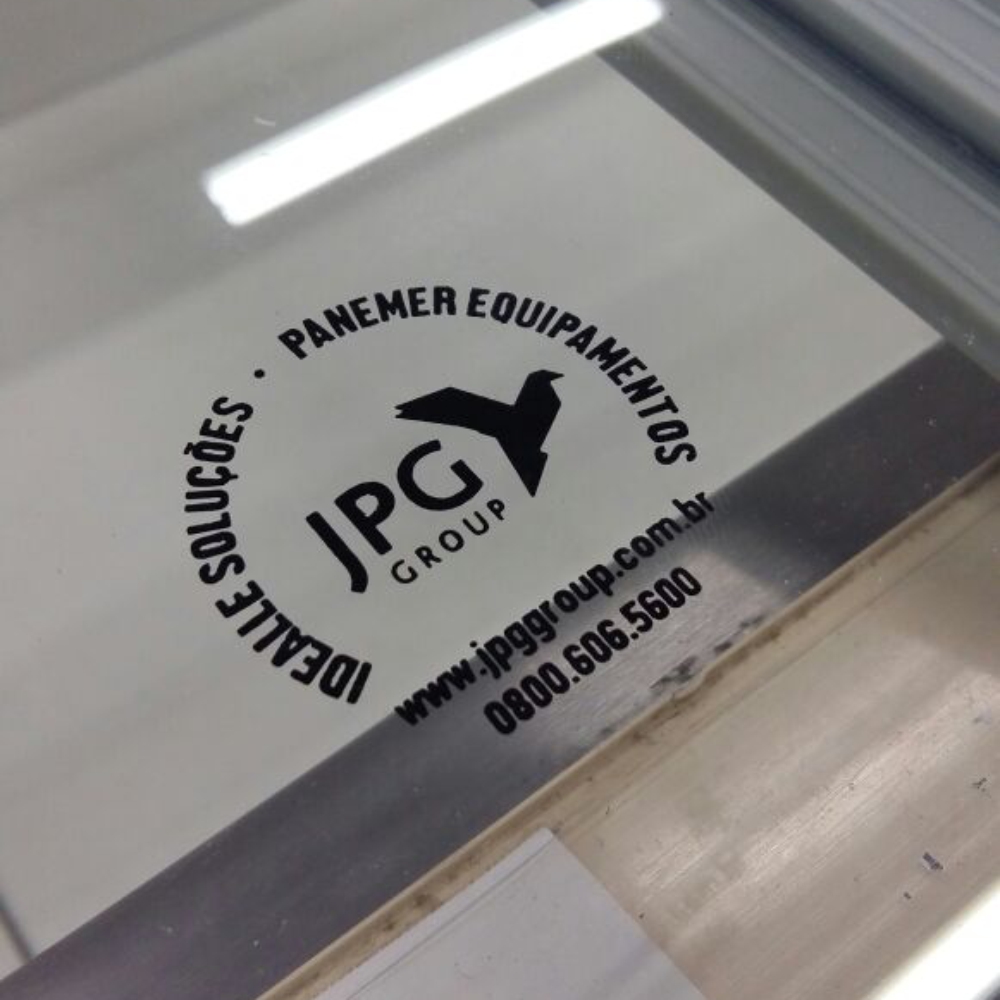 IDEALLE SOLUÇÕES • PANEMER EQUIPAMENTOS
JPG
GROUP
www.jpggroup.com.br
0800.606.5600